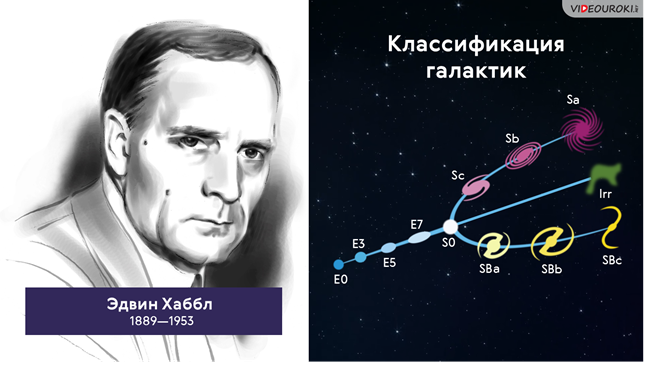 VIDEOUROKI.NET
Классификация
галактик
Sa
Sb
Sc
Irr
E7
S0
E3
E5
E0
SBa
SBb
SBc
Эдвин Хаббл
1889—1953